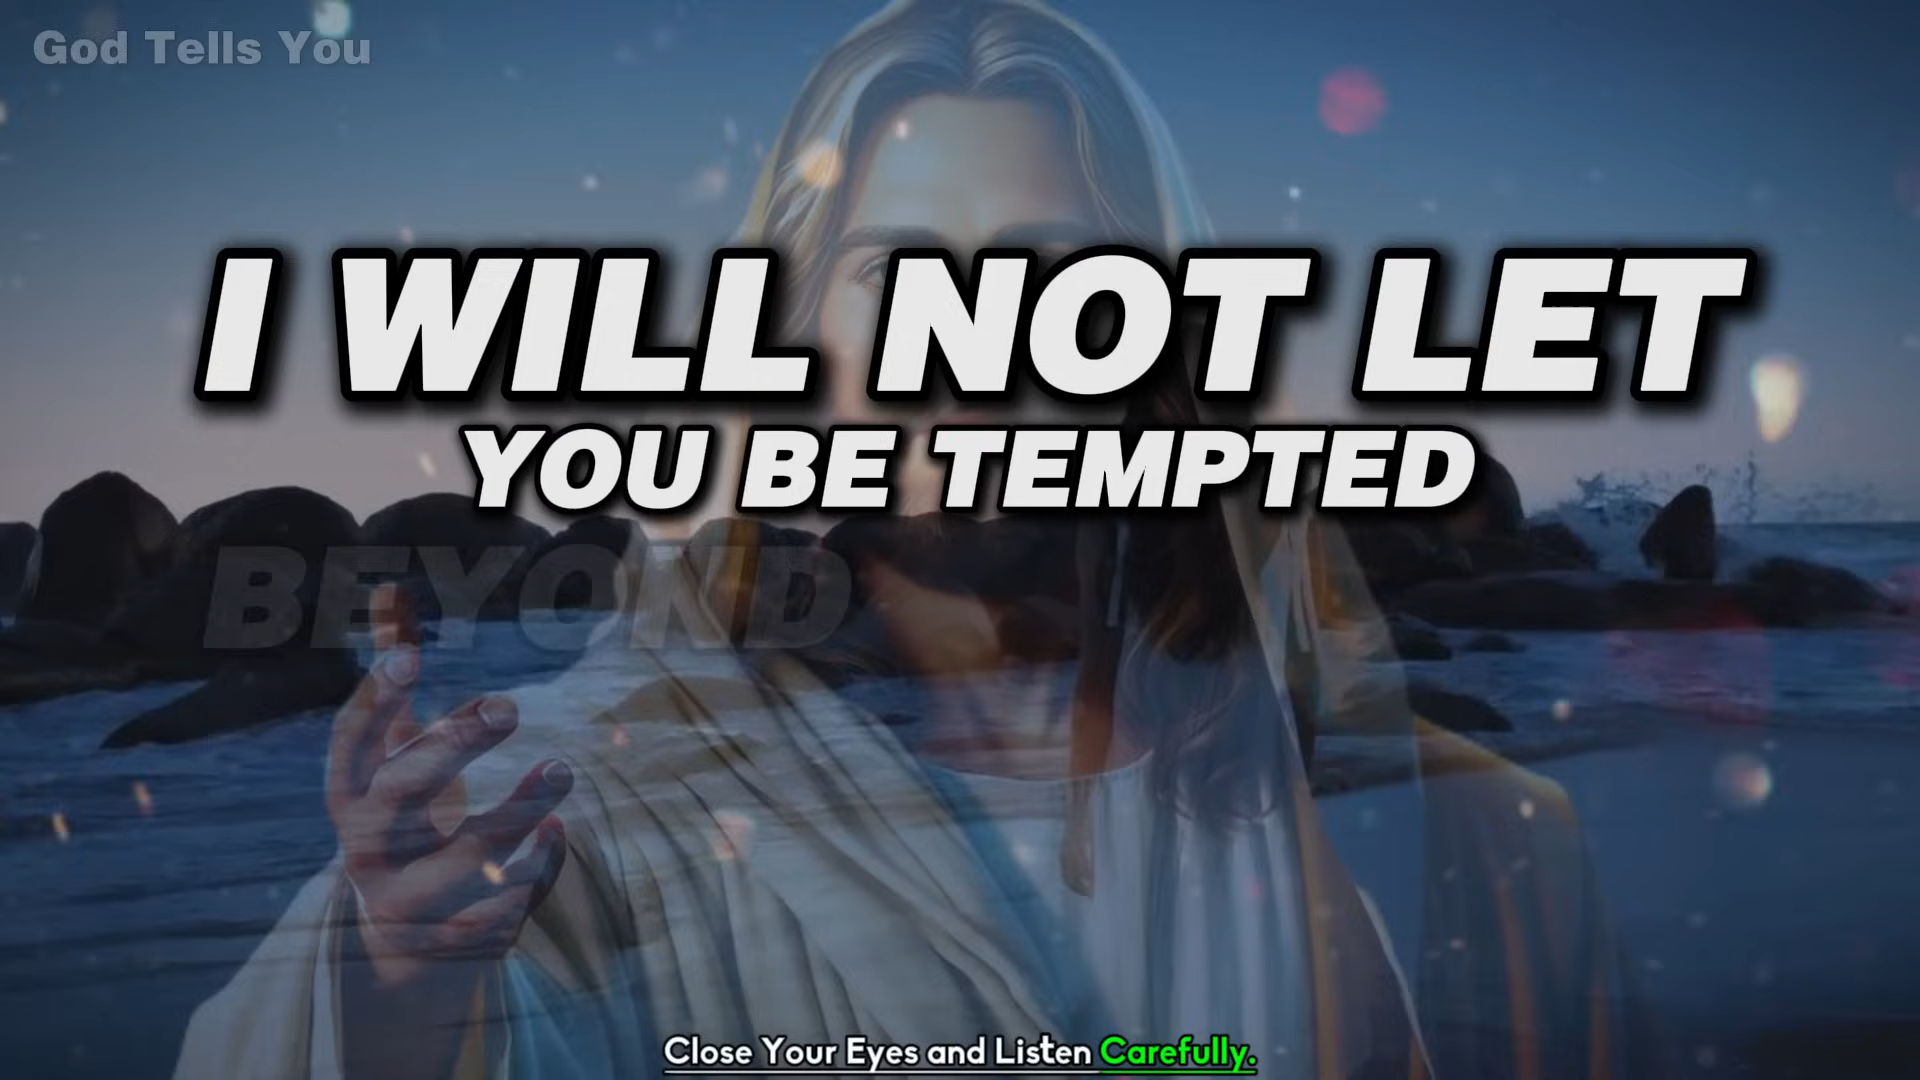 God Tells You
I WILL NOT LET
YOU BE TEMPTED
BEYOND
Close Your Eyes and Listen Carefully.